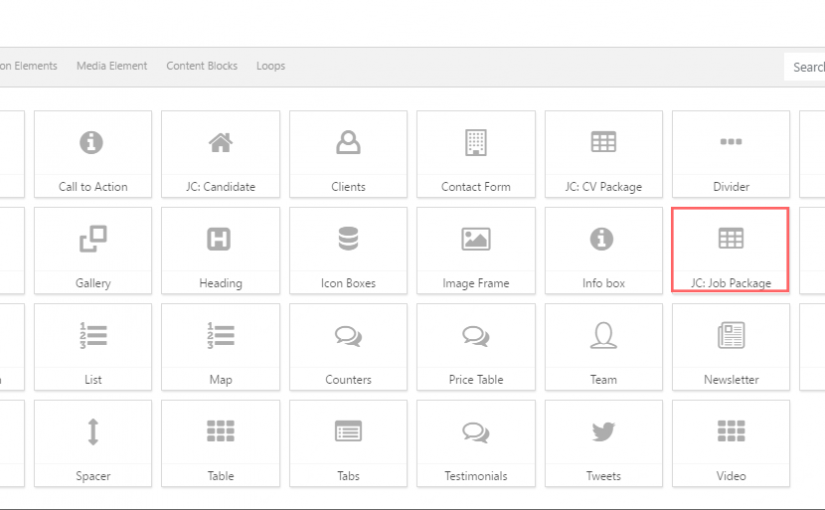 on Elements Media Element Content Blocks Loops
Search
Call to Action JC: Candidate Clients Contact Form JC: CV Package Divider
Gallery Heading Icon Boxes Image Frame Info box JC: Job Package
List Map Counters Price Table Team Newsletter
Spacer Table Tabs Testimonials Tweets Video